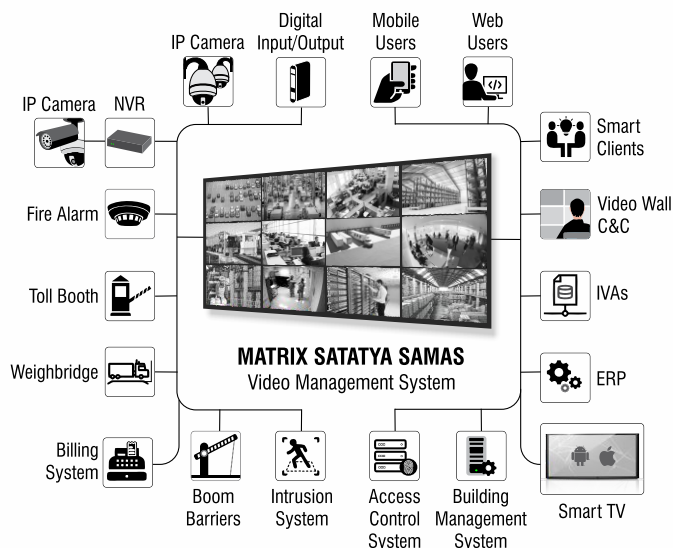 Digital
Input/Output
Mobile
Users
Web
Users
IP Camera
IP Camera
NVR
Smart
Clients
</>
Fire Alarm
Video Wall
C&C
Toll Booth
IVAs
MATRIX SATATYA SAMAS
Video Management System
Weighbridge
ERP
Billing
System
Boom
Barriers
Intrusion
System
Access
Control
System
Building
Management
System
Smart TV